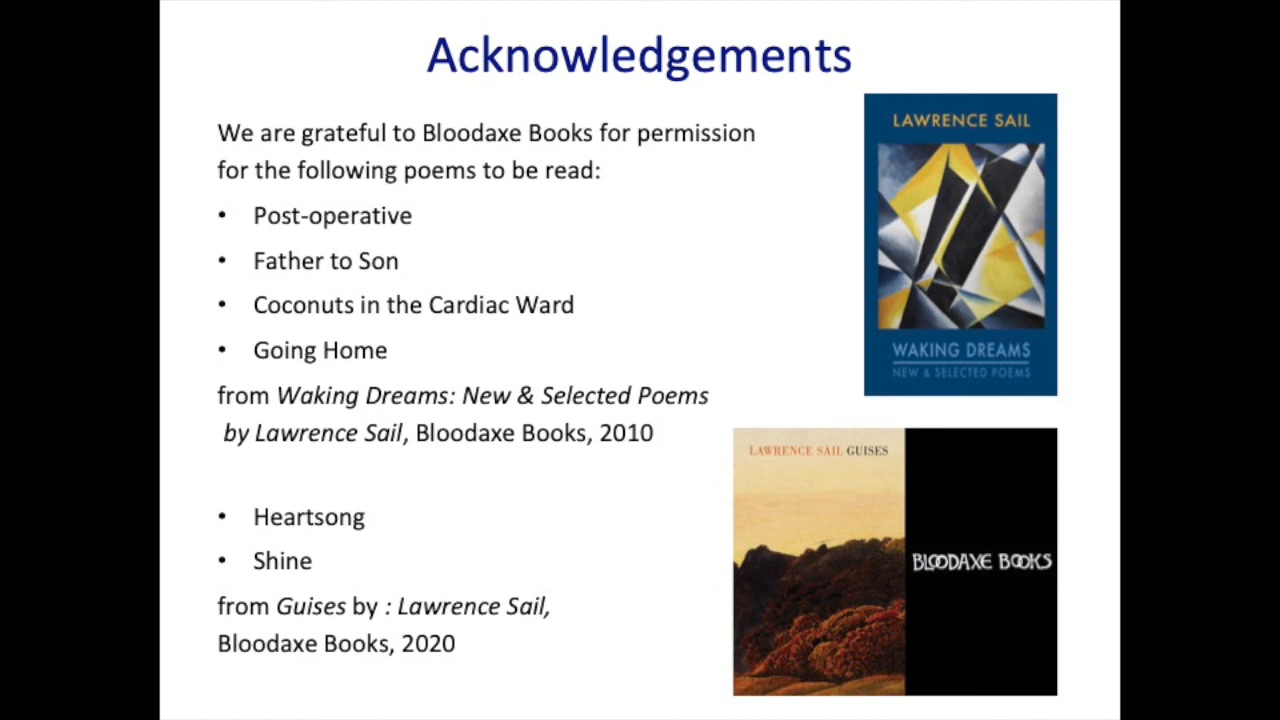 Acknowledgements
We are grateful to Bloodaxe Books for permission
for the following poems to be read:
• Post-operative
• Father to Son
• Coconuts in the Cardiac Ward
• Going Home
from Waking Dreams: New & Selected Poems
by Lawrence Sail, Bloodaxe Books, 2010
• Heartsong
• Shine
from Guises by : Lawrence Sail,
Bloodaxe Books, 2020
LAWRENCE SAIL
WAKING DREAMS
NEW & SELECTED POEMS
LAWRENCE SAIL GUISES
BLOODAXE BOOKS